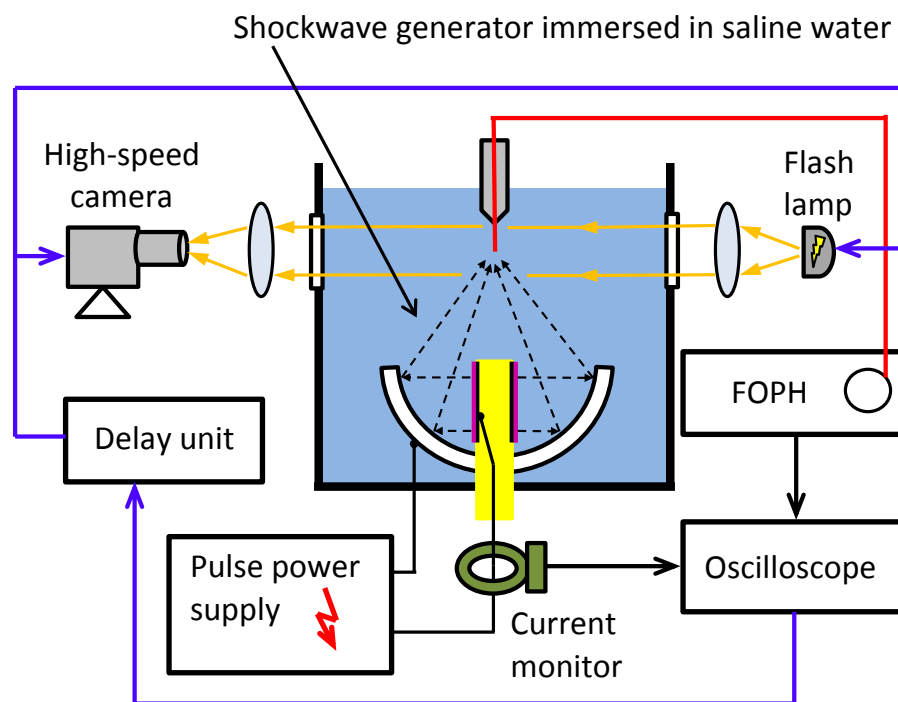 Shockwave generator immersed in saline water
High-speed
camera
Flash
lamp
FOPH
Delay unit
Pulse power
supply
Oscilloscope
Current
monitor